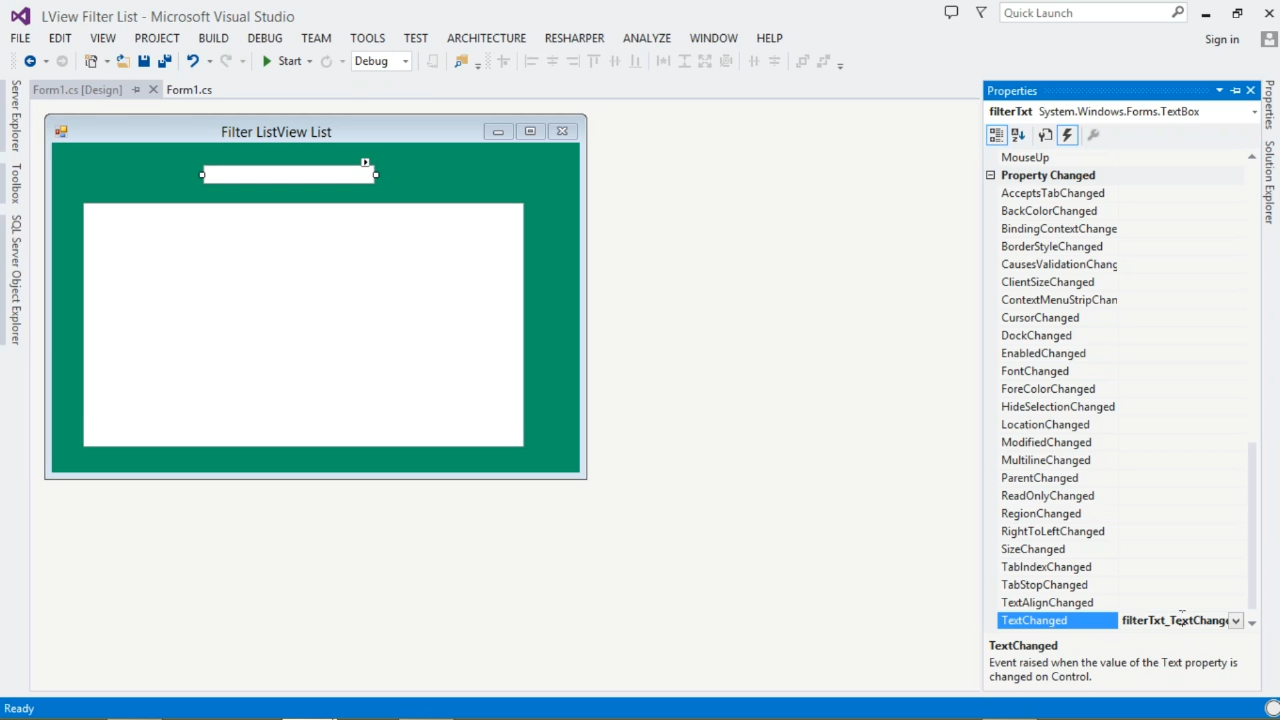 LView Filter List - Microsoft Visual Studio
Quick Launch
FILE EDIT VIEW PROJECT BUILD DEBUG TEAM TOOLS TEST ARCHITECTURE RESHARPER ANALYZE WINDOW HELP
Sign in
Start
Debug
Form1.cs [Design]
Form1.cs
Server Explorer
Toolbox
SQL Server Object Explorer
Filter ListView List
Properties
filterTxt System.Windows.Forms.TextBox
MouseUp
Property Changed
AcceptsTabChanged
BackColorChanged
BindingContextChange
BorderStyleChanged
CausesValidationChang
ClientSizeChanged
ContextMenuStripChan
CursorChanged
DockChanged
EnabledChanged
FontChanged
ForeColorChanged
HideSelectionChanged
LocationChanged
ModifiedChanged
MultilineChanged
ParentChanged
ReadOnlyChanged
RegionChanged
RightToLeftChanged
SizeChanged
TabIndexChanged
TabStopChanged
TextAlignChanged
TextChanged filterTxt_TextChange
TextChanged
Event raised when the value of the Text property is
changed on Control.
Properties
Solution Explorer
Ready